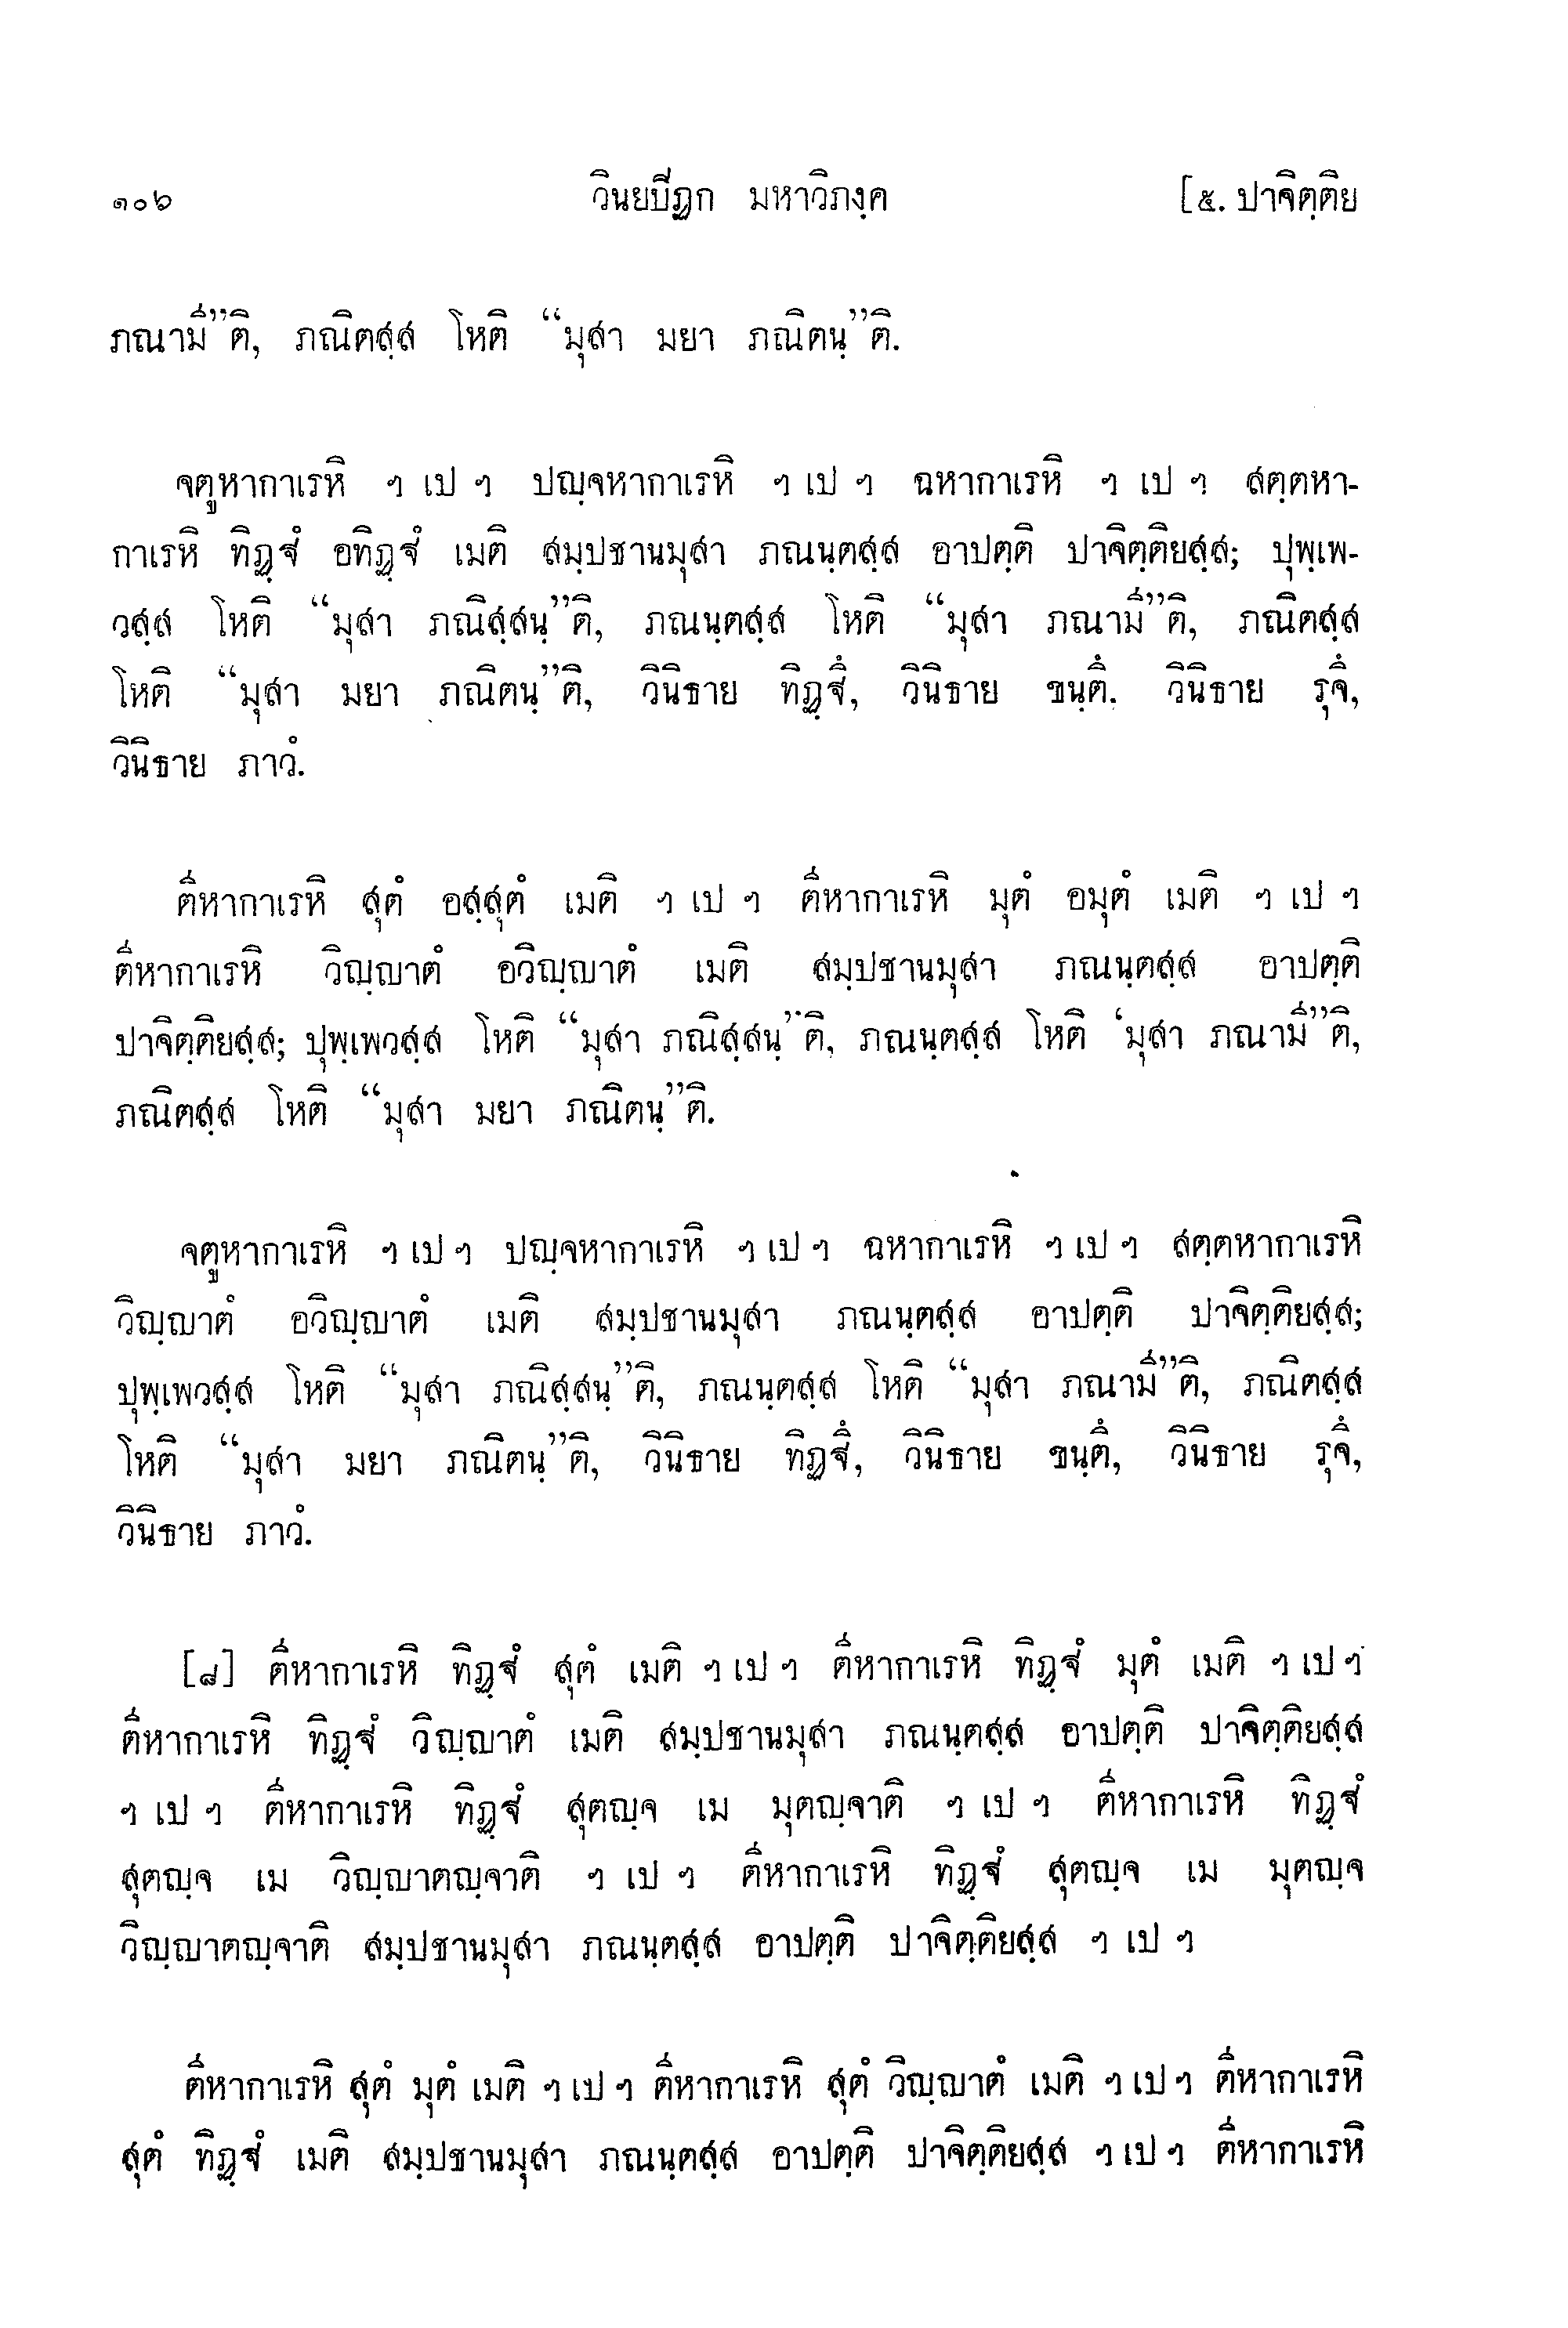 ๑๐๖ วินยปีฏก มหาวิภงฺค [๕. ปาจิตฺติย
ภณามี”ติ, ภณิตสฺส โหติ “มุสา มยา ภณิตนฺ”ติ.
จตูหากาเรหิ ฯ เป ฯ ปญฺจหากาเรหิ ฯ เป ฯ ฉหากาเรหิ ฯ เป ฯ สตฺตหา-
กาเรหิ ทิฏฺฐํ อทิฏฺฐํ เมติ สมฺปชานมุสา ภณนฺตสฺส อาปตฺติ ปาจิตฺติยสฺส; ปุพฺเพ-
วสฺส โหติ “มุสา ภณิสฺสนฺ”ติ, ภณนฺตสฺส โหติ “มุสา ภณามี”ติ, ภณิตสฺส
โหติ “มุสา มยา ภณิตนฺ”ติ, วินิธาย ทิฏฺฐึ, วินิธาย ขนฺตึ. วินิธาย รุจึ,
วินิธาย ภาวํ.
ตีหากาเรหิ สุตํ อสฺสุตํ เมติ ฯ เป ฯ ตีหากาเรหิ มุตํ อมุตํ เมติ ฯ เป ฯ
ตีหากาเรหิ วิญฺญาตํ อวิญฺญาตํ เมติ สมฺปชานมุสา ภณนฺตสฺส อาปตฺติ
ปาจิตฺติยสฺส; ปุพฺเพวสฺส โหติ “มุสา ภณิสฺสนฺ”ติ, ภณนฺตสฺส โหติ ‘มุสา ภณามี”ติ,
ภณิตสฺส โหติ “มุสา มยา ภณิตนฺ”ติ.
จตูหากาเรหิ ฯ เป ฯ ปญฺจหากาเรหิ ฯ เป ฯ ฉหากาเรหิ ฯ เป ฯ สตฺตหากาเรหิ
วิญฺญาตํ อวิญฺญาตํ เมติ สมฺปชานมุสา ภณนฺตสฺส อาปตฺติ ปาจิตฺติยสฺส;
ปุพฺเพวสฺส โหติ “มุสา ภณิสฺสนฺ”ติ, ภณนฺตสฺส โหติ “มุสา ภณามี”ติ, ภณิตสฺส
โหติ “มุสา มยา ภณิตนฺ”ติ, วินิธาย ทิฏฐึ, วินิธาย ขนฺตึ, วินิธาย รุจึ,
วินิธาย ภาวํ.
[๘] ตีหากาเรหิ ทิฏฺฐํ สุตํ เมติ ฯ เป ฯ ตีหากาเรหิ ทิฏฺฐํ มุตํ เมติ ฯ เป ฯ
ตีหากาเรหิ ทิฏฺฐํ วิญฺญาตํ เมติ สมฺปชานมุสา ภณนฺตสฺส อาปตฺติ ปาจิตฺติยสฺส
ฯ เป ฯ ตีหากาเรหิ ทิฏฺฐํ สุตญฺจ เม มุตญฺจาติ ฯ เป ฯ ตีหากาเรหิ ทิฏฺฐํ
สุตญฺจ เม วิญฺญาตญฺจาติ ฯ เป ฯ ตีหากาเรหิ ทิฏฺฐํ สุตญฺจ เม มุตญฺจ
วิญฺญาตญฺจาติ สมฺปชานมุสา ภณนฺตสฺส อาปตฺติ ปาจิตฺติยสฺส ฯ เป ฯ
ตีหากาเรหิ สุตํ มุตํ เมติ ฯ เป ฯ ตีหากาเรหิ สุตํ วิญฺญาตํ เมติ ฯ เป ฯ ตีหากาเรหิ
สุตํ ทิฏฺฐํ เมติ สมฺปชานมุสา ภณนฺตสฺส อาปตฺติ ปาจิตฺติยสฺส ฯ เป ฯ ตีหากาเรหิ